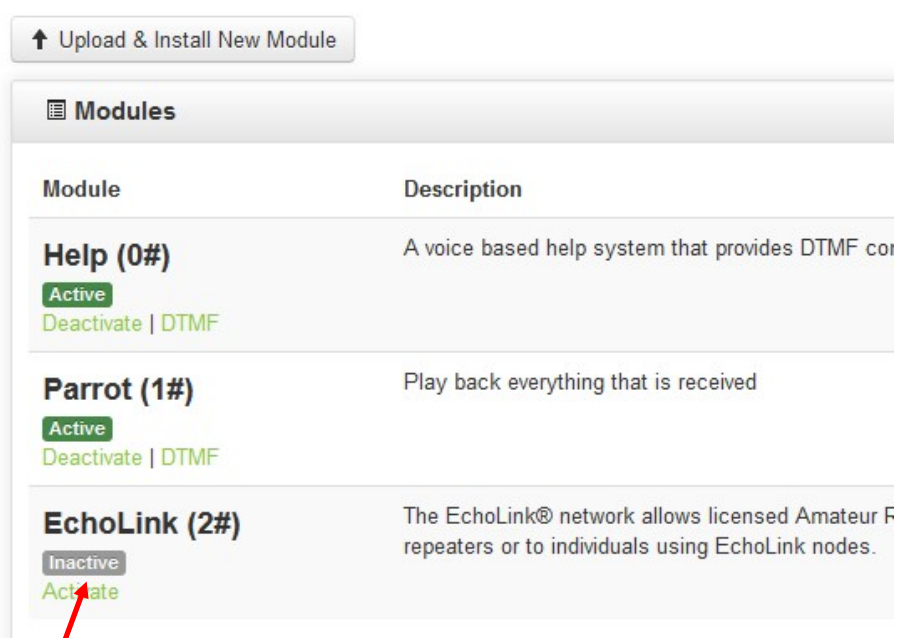 Upload & Install New Module
Modules
Module Description
Help (0#) A voice based help system that provides DTMF
Active
Deactivate | DTMF
Parrot (1#) Play back everything that is received
Active
Deactivate | DTMF
EchoLink (2#) The EchoLink® network allows licensed Amateur
repeaters or to individuals using EchoLink nodes.
Inactive
Activate